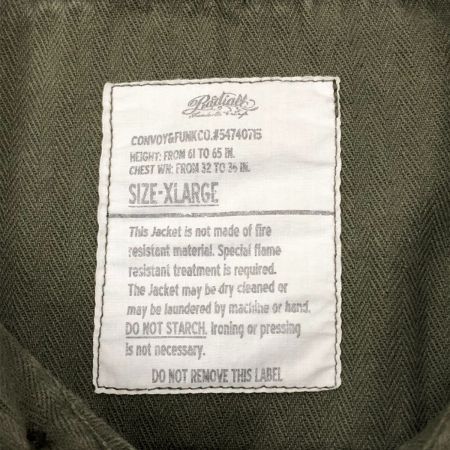 Radiall
CONVOY&FUNKCO.#54740715
HEIGHT: FROM 61 TO 65 IN.
CHEST WH: FROM 32 TO 36 IN.
SIZE-XLARGE
This Jacket is not made of fire
resistant material. Special flame
resistant treatment is required.
The Jacket may be dry cleaned or
may be laundered by machine or hand.
DO NOT STARCH. Ironing or pressing
is not necessary.
DO NOT REMOVE THIS LABEL